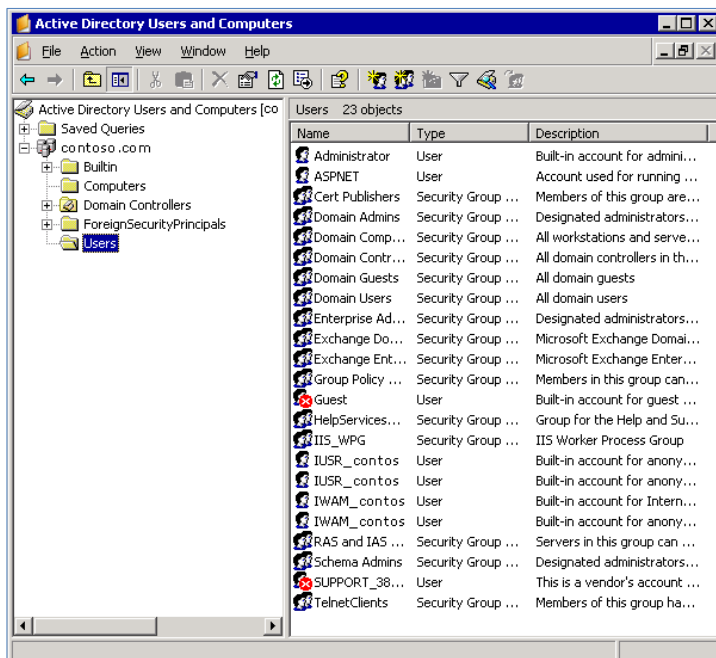 Active Directory Users and Computers
File Action View Window Help
Active Directory Users and Computers [co
Saved Queries
contoso.com
Builtin
Computers
Domain Controllers
ForeignSecurityPrincipals
Users
Users 23 objects
Name Type Description
Administrator User Built-in account for admini...
ASPNET User Account used for running ...
Cert Publishers Security Group ... Members of this group are...
Domain Admins Security Group ... Designated administrators...
Domain Comp... Security Group ... All workstations and serve...
Domain Contr... Security Group ... All domain controllers in th...
Domain Guests Security Group ... All domain guests
Domain Users Security Group ... All domain users
Enterprise Ad... Security Group ... Designated administrators...
Exchange Do... Security Group ... Microsoft Exchange Domai...
Exchange Ent... Security Group ... Microsoft Exchange Enter...
Group Policy ... Security Group ... Members in this group can...
Guest User Built-in account for guest ...
HelpServices... Security Group ... Group for the Help and Su...
IIS_WPG Security Group ... IIS Worker Process Group
IUSR_contos User Built-in account for anony...
IUSR_contos User Built-in account for anony...
IWAM_contos User Built-in account for Intern...
IWAM_contos User Built-in account for anony...
RAS and IAS ... Security Group ... Servers in this group can ...
Schema Admins Security Group ... Designated administrators...
SUPPORT_38... User This is a vendor's account ...
TelnetClients Security Group ... Members of this group ha...